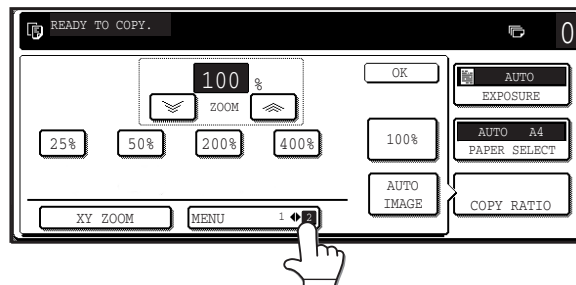 READY TO COPY.
0
100 %
ZOOM
25%
50%
200%
400%
XY ZOOM
MENU 1 2
OK
100%
AUTO
IMAGE
AUTO
EXPOSURE
AUTO A4
PAPER SELECT
COPY RATIO